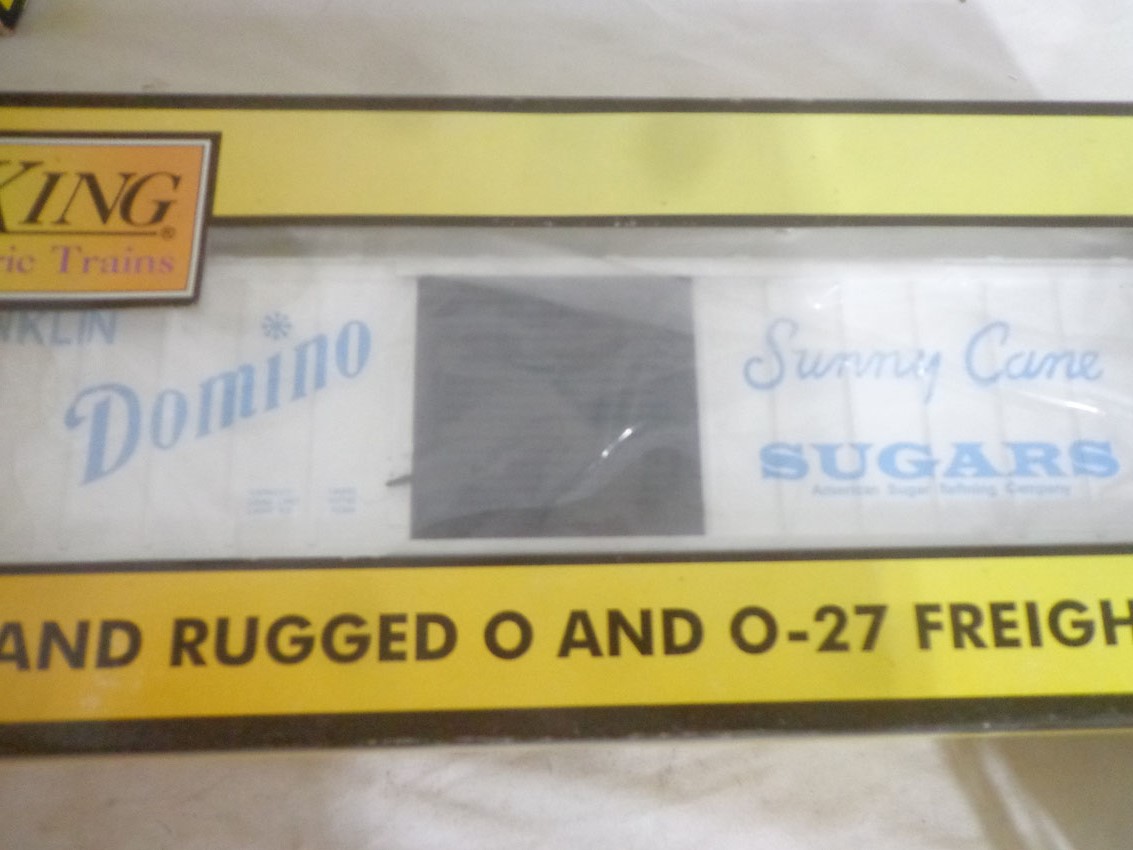 KING®
ric Trains
NKLIN
Domino
Sunny Cane
SUGARS
American Sugar Refining Company
AND RUGGED O AND O-27 FREIGH